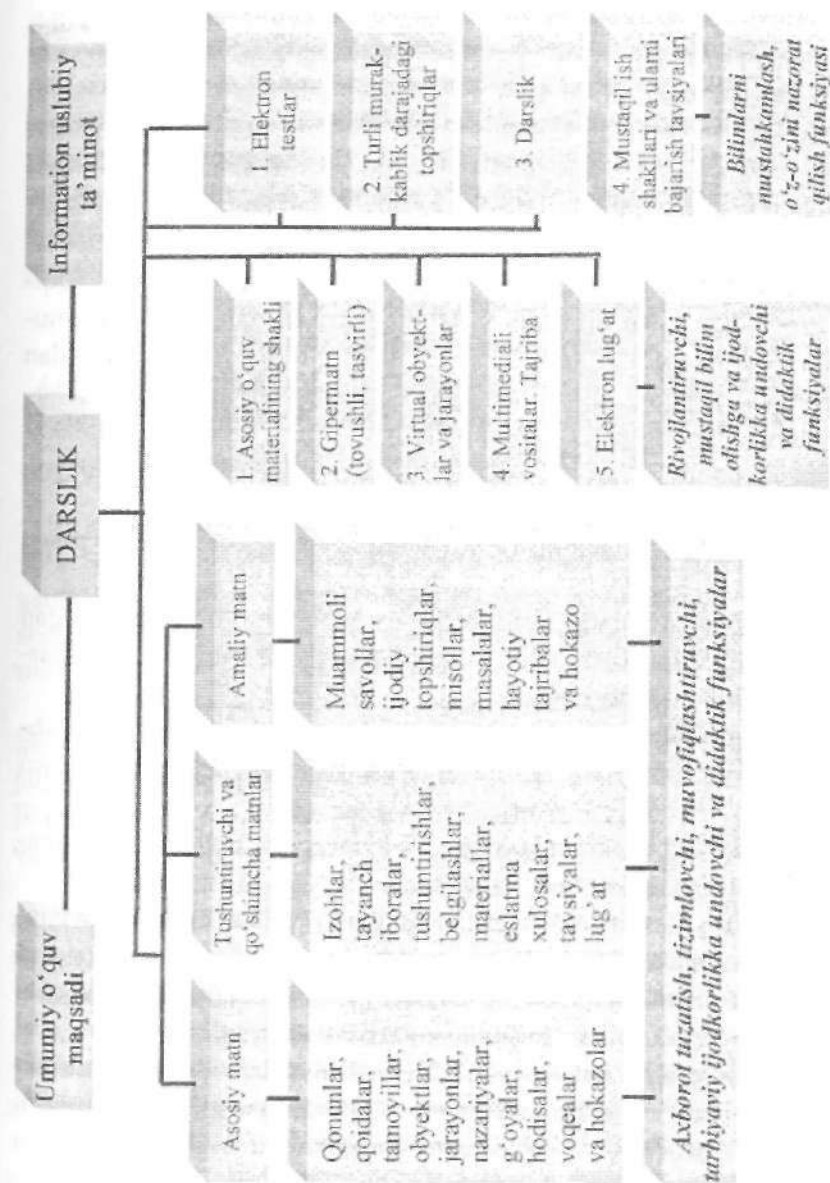 Umumiy o‘quv
maqsadi
DARSLIK
Information uslubiy
ta’minot
Asosiy matn
Qonunlar,
qoidalar,
tamoyillar,
obyektlar,
jarayonlar,
nazariyalar,
g‘oyalar,
hodisalar,
voqealar
va hokazolar
Tushuntiruvchi va
qo‘shimcha matnlar
Izohlar,
tayanch
iboralar,
tushuntirishlar,
belgilashlar,
materiallar,
eslatma
xulosalar,
tavsiyalar,
lug‘at
Amaliy matn
Muammoli
savollar,
ijodiy
topshiriqlar,
misollar,
masalalar,
hayotiy
tajribalar
va hokazo
Axborot tuzatish, tizimlovchi, muvofiqlashtiruvchi,
tarbiyaviy ijodkorlikka undovchi va didaktik funksiyalar
1. Asosiy o‘quv
materialining shakli
2. Gipermatn
(tovushli, tasvirli)
3. Virtual obyekt-
lar va jarayonlar
4. Multimediali
vositalar. Tajriba
5. Elektron lug‘at
Rivojlantiruvchi,
mustaqil bilim
olishga va ijod-
korlikka undovchi
va didaktik
funksiyalar
1. Elektron
testlar
2. Turli murak-
kablik darajadagi
topshiriqlar
3. Darslik
4. Mustaqil ish
shakllari va ularni
bajarish tavsiyalari
Bilimlarni
mustahkamlash,
o‘z-o‘zini nazorat
qilish funksiyasi